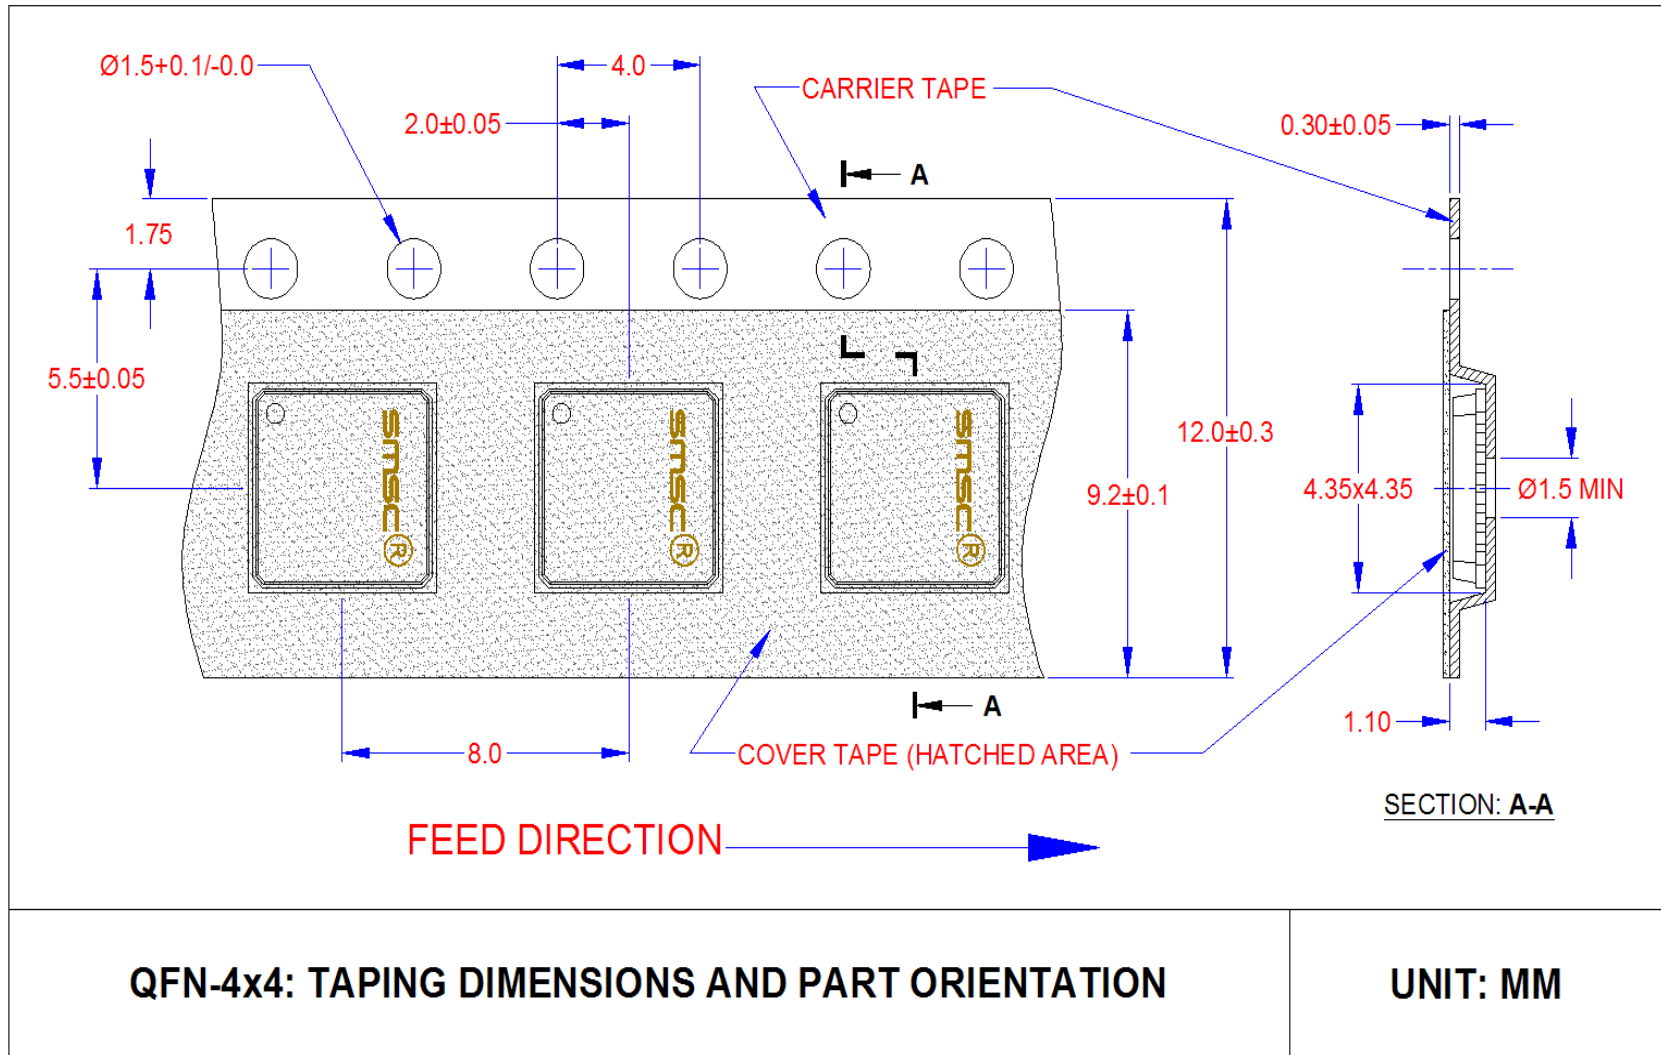 Ø1.5+0.1/-0.0
4.0
CARRIER TAPE
2.0±0.05
0.30±0.05
A
1.75
5.5±0.05
12.0±0.3
9.2±0.1
4.35x4.35
Ø1.5 MIN
smsc®
smsc®
smsc®
A
1.10
8.0
COVER TAPE (HATCHED AREA)
SECTION: A-A
FEED DIRECTION
QFN-4x4: TAPING DIMENSIONS AND PART ORIENTATION
UNIT: MM